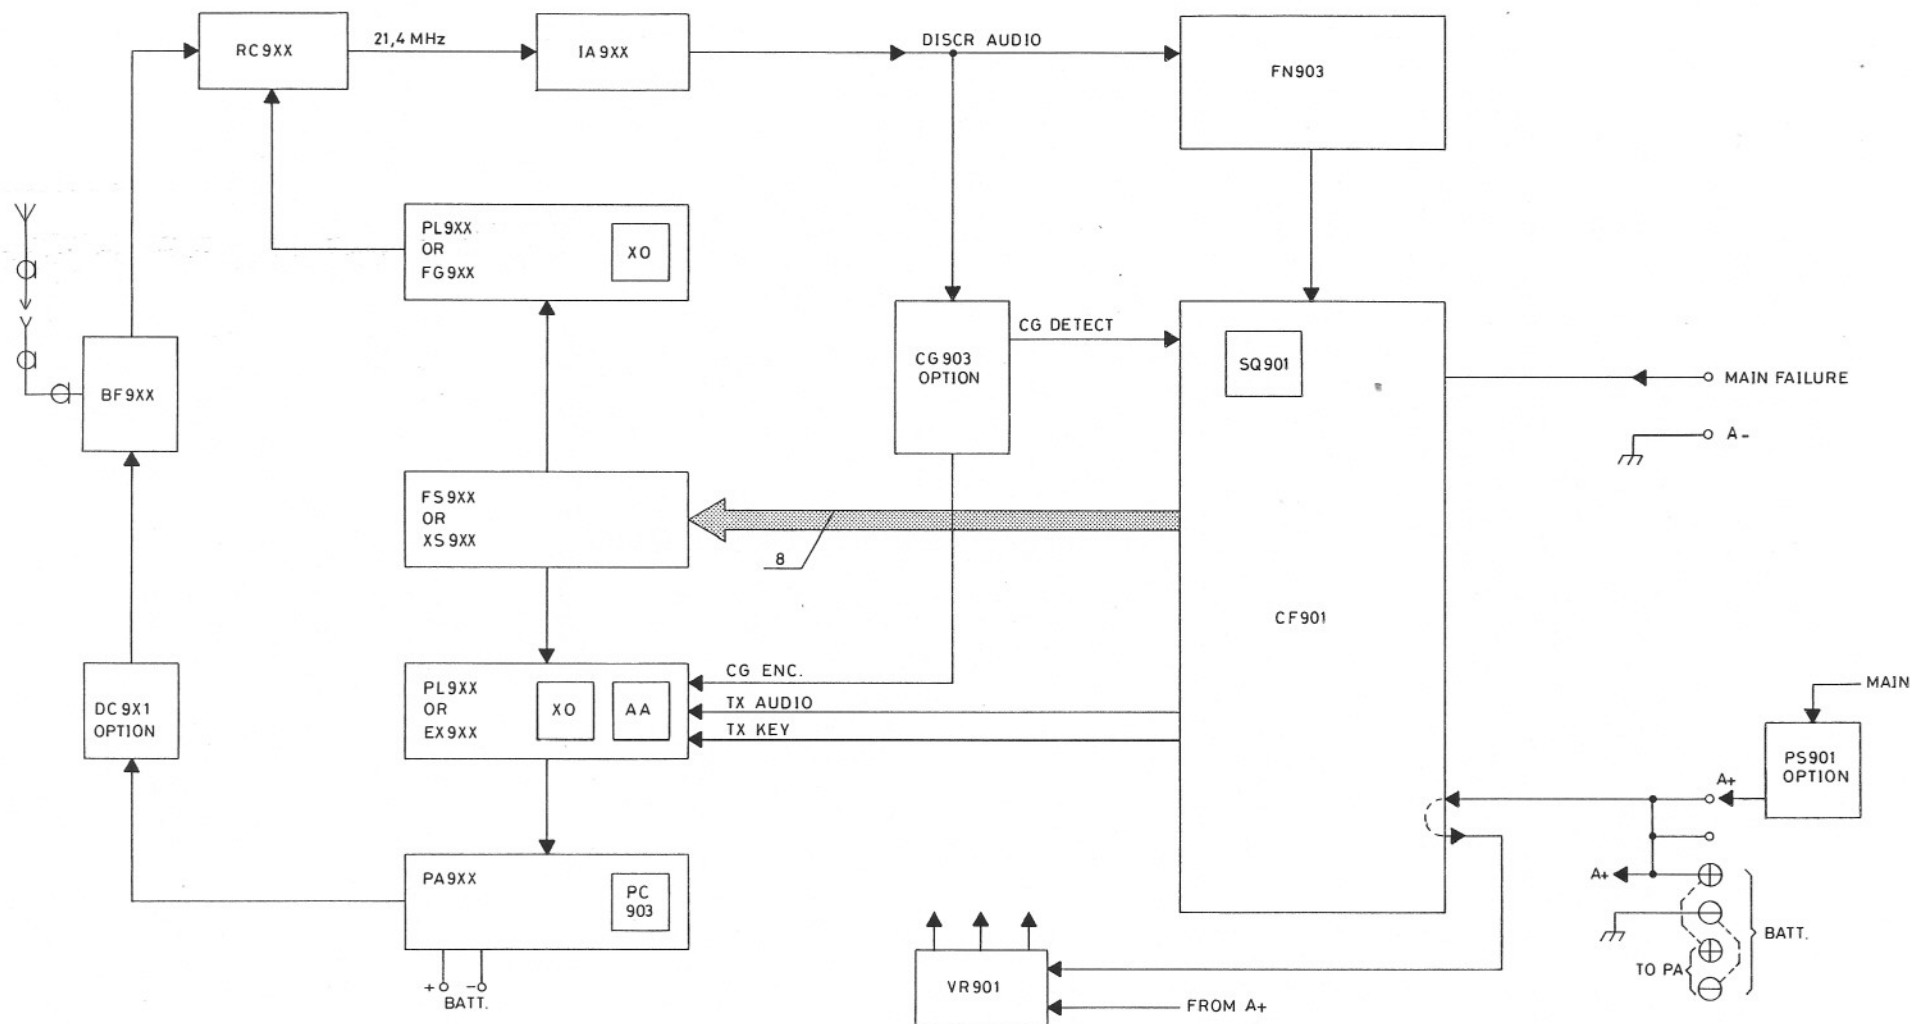 RC9XX
21,4 MHz
IA9XX
DISCR AUDIO
FN903
PL9XX
OR
FG9XX
XO
BF9XX
CG903
OPTION
CG DETECT
SQ901
MAIN FAILURE
A-
FS9XX
OR
XS9XX
8
CF901
DC9X1
OPTION
PL9XX
OR
EX9XX
XO
AA
CG ENC.
TX AUDIO
TX KEY
MAIN
PS901
OPTION
A+
PA9XX
PC
903
+
-
BATT.
VR901
FROM A+
A+
BATT.
TO PA